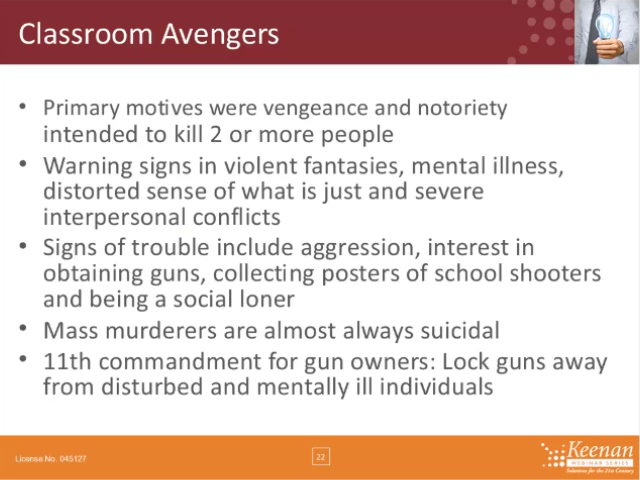 Classroom Avengers
• Primary motives were vengeance and notoriety
intended to kill 2 or more people
• Warning signs in violent fantasies, mental illness,
distorted sense of what is just and severe
interpersonal conflicts
• Signs of trouble include aggression, interest in
obtaining guns, collecting posters of school shooters
and being a social loner
• Mass murderers are almost always suicidal
• 11th commandment for gun owners: Lock guns away
from disturbed and mentally ill individuals
License No. 045127
22
Keenan
WEBINAR SERIES
Solutions for the 21st Century